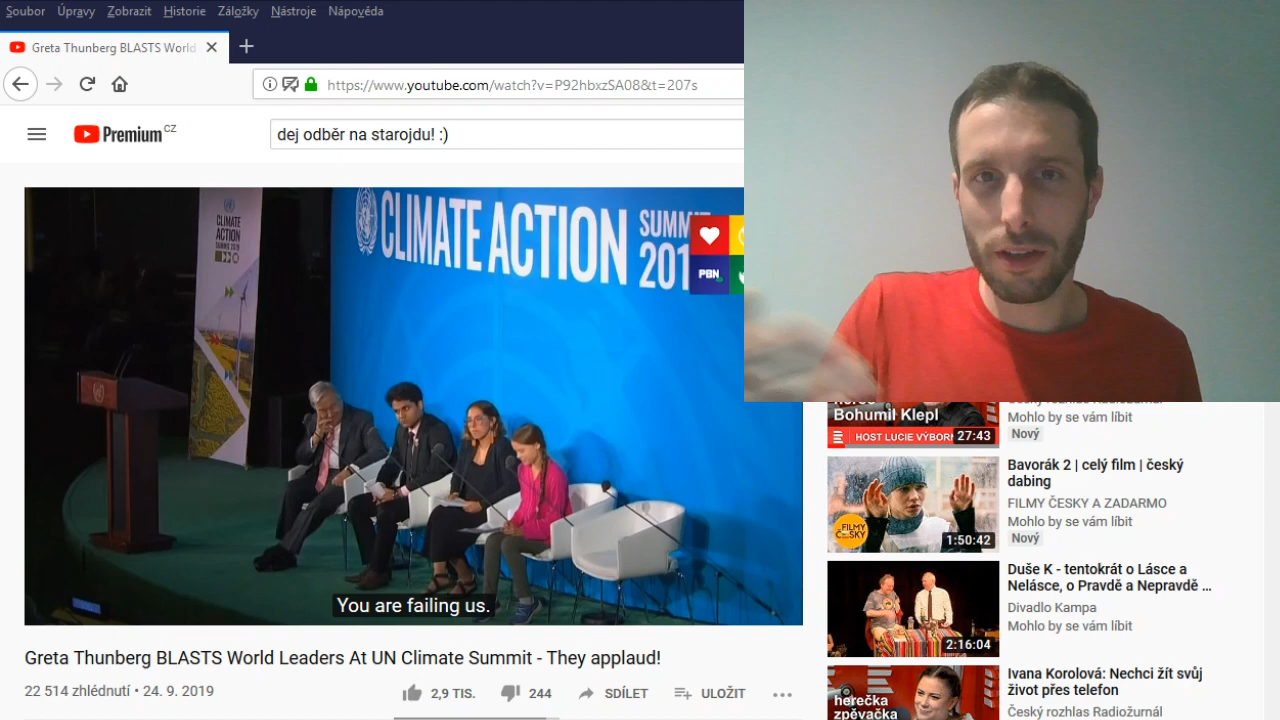 Soubor Úpravy Zobrazit Historie Záložky Nástroje Nápověda
Greta Thunberg BLASTS World
https://www.youtube.com/watch?v=P92hbxzSA08&t=207s
Premium CZ
dej odběr na starojdu! :)
CLIMATE ACTION
SUMM
201
CLIMATE
ACTION
SUMMIT 2019
PBN
You are failing us.
Greta Thunberg BLASTS World Leaders At UN Climate Summit - They applaud!
22 514 zhlédnutí • 24. 9. 2019
2,9 TIS.
244
SDÍLET
ULOŽIT
Bohumil Klepl
HOST LUCIE VÝBORN
27:43
Mohlo by se vám líbit
Nový
FILMY
ČESKY
1:50:42
Bavorák 2 | celý film | český
dabing
FILMY ČESKY A ZADARMO
Mohlo by se vám líbit
Nový
2:16:04
Duše K - tentokrát o Lásce a
Nelásce, o Pravdě a Nepravdě ...
Divadlo Kampa
Mohlo by se vám líbit
herečka
zpěvačka
Ivana Korolová: Nechci žít svůj
život přes telefon
Český rozhlas Radiožurnál